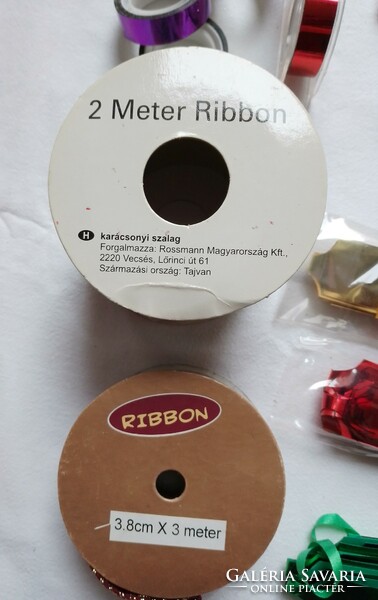 2 Meter Ribbon
H karácsonyi szalag
Forgalmazza: Rossmann Magyarország Kft.,
2220 Vecsés, Lőrinci út 61
Származási ország: Tajvan
RIBBON
3.8cm X 3 meter
GALÉRIA SAVARIA
ONLINE PIACTÉR